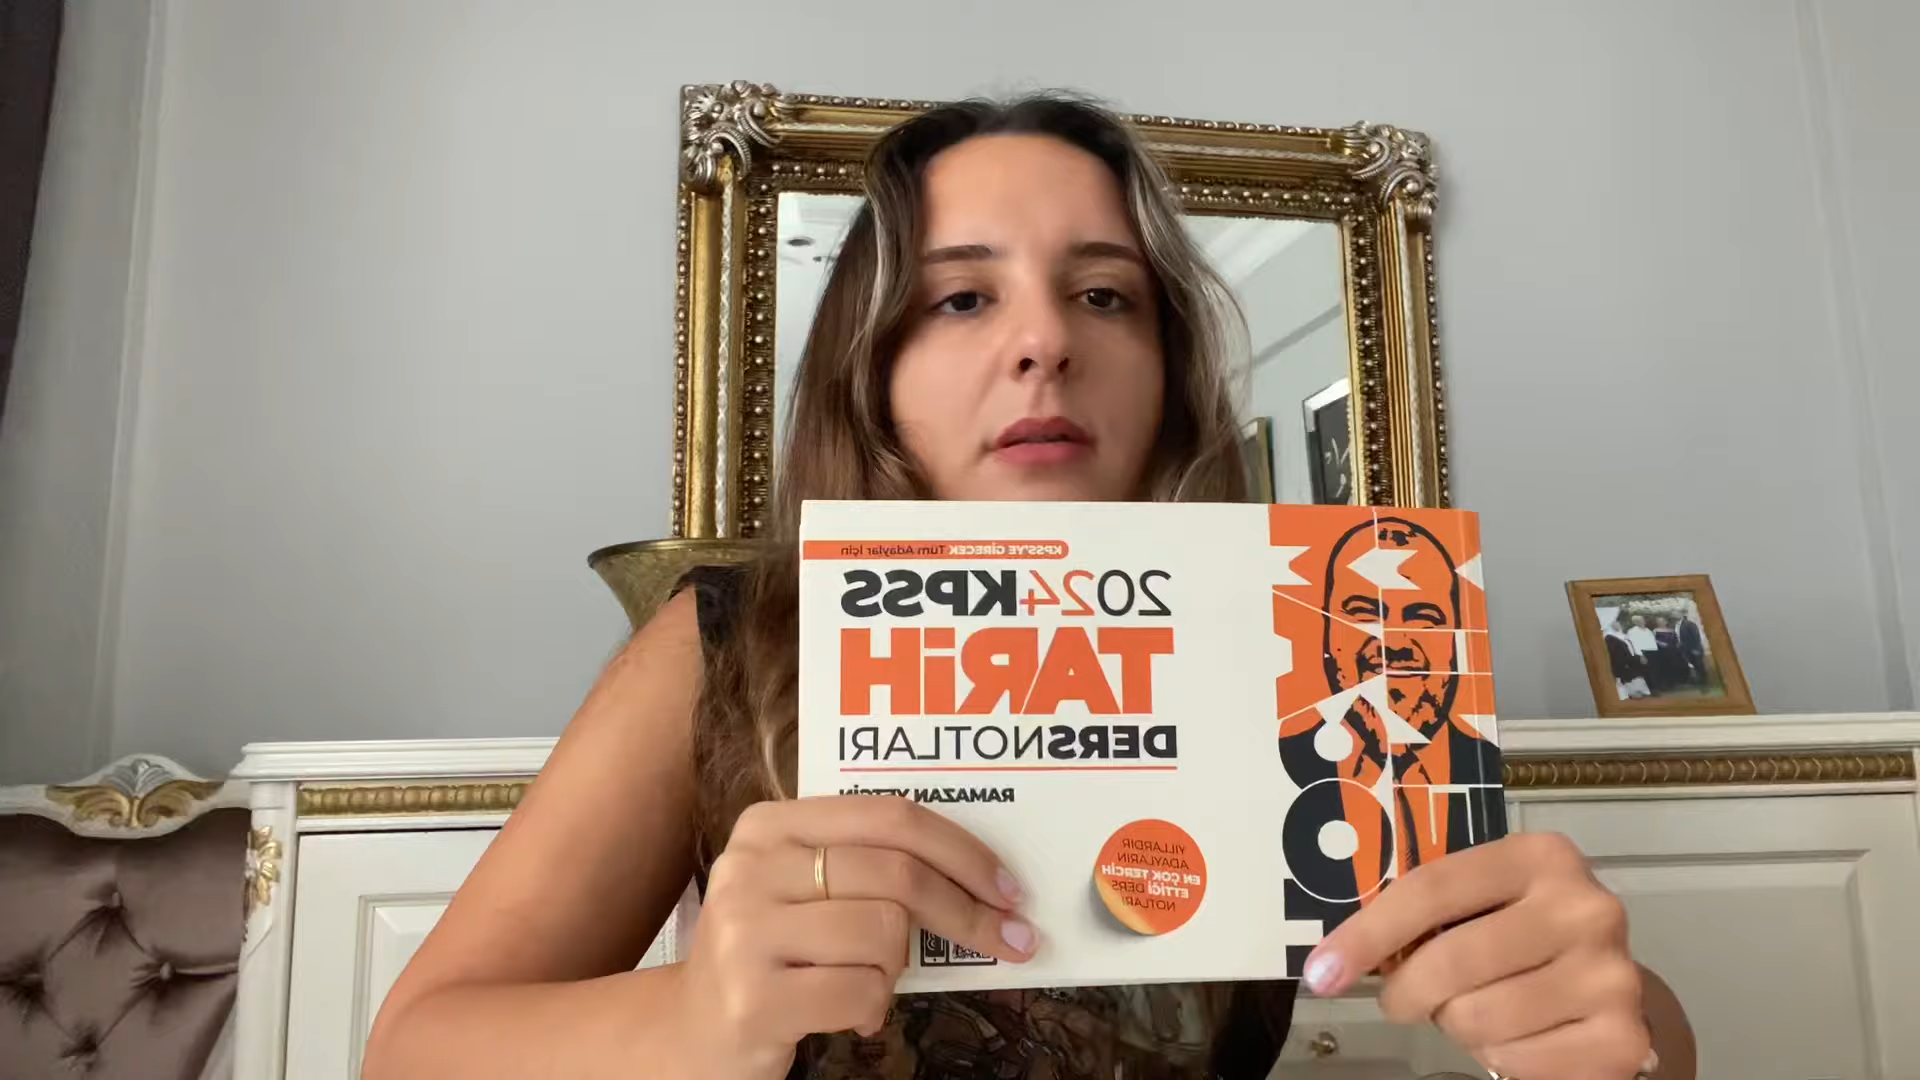 KPSS'YE GİRECEK Tüm Adaylar İçin
2024 KPSS
TARİH
DERS NOTLARI
RAMAZAN YETGİN
YILLARDIR
ADAYLARIN
EN ÇOK TERCİH
ETTİĞİ DERS
NOTLARI